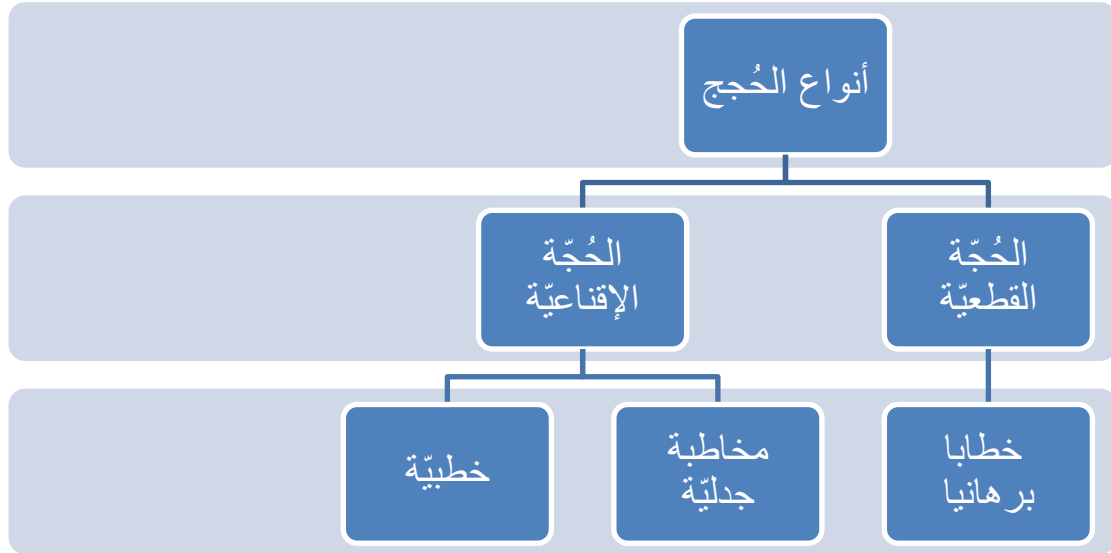 أنواع الحُجج
الحُجّة
القطعيّة
الحُجّة
الإقناعيّة
خطابا
برهانيا
مخاطبة
جدليّة
خطبيّة